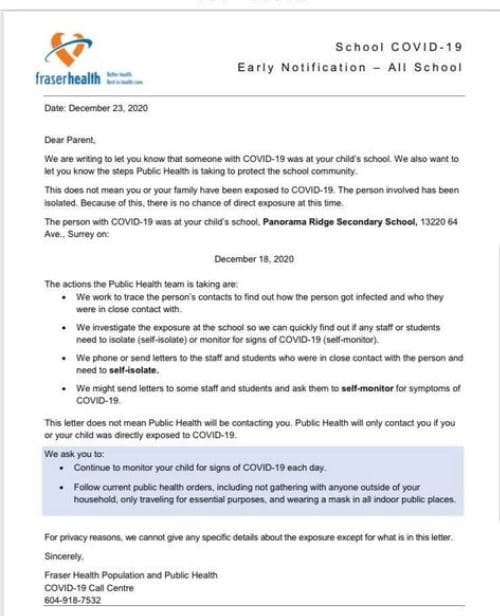 School COVID-19
Early Notification – All School
fraserhealth
Better health.
Best in health care.
Date: December 23, 2020
Dear Parent,
We are writing to let you know that someone with COVID-19 was at your child's school. We also want to
let you know the steps Public Health is taking to protect the school community.
This does not mean you or your family have been exposed to COVID-19. The person involved has been
isolated. Because of this, there is no chance of direct exposure at this time.
The person with COVID-19 was at your child's school, Panorama Ridge Secondary School, 13220 64
Ave., Surrey on:
December 18, 2020
The actions the Public Health team is taking are:
• We work to trace the person's contacts to find out how the person got infected and who they
were in close contact with.
• We investigate the exposure at the school so we can quickly find out if any staff or students
need to isolate (self-isolate) or monitor for signs of COVID-19 (self-monitor).
• We phone or send letters to the staff and students who were in close contact with the person and
need to self-isolate.
• We might send letters to some staff and students and ask them to self-monitor for symptoms of
COVID-19.
This letter does not mean Public Health will be contacting you. Public Health will only contact you if you
or your child was directly exposed to COVID-19.
We ask you to:
• Continue to monitor your child for signs of COVID-19 each day.
• Follow current public health orders, including not gathering with anyone outside of your
household, only traveling for essential purposes, and wearing a mask in all indoor public places.
For privacy reasons, we cannot give any specific details about the exposure except for what is in this letter.
Sincerely,
Fraser Health Population and Public Health
COVID-19 Call Centre
604-918-7532